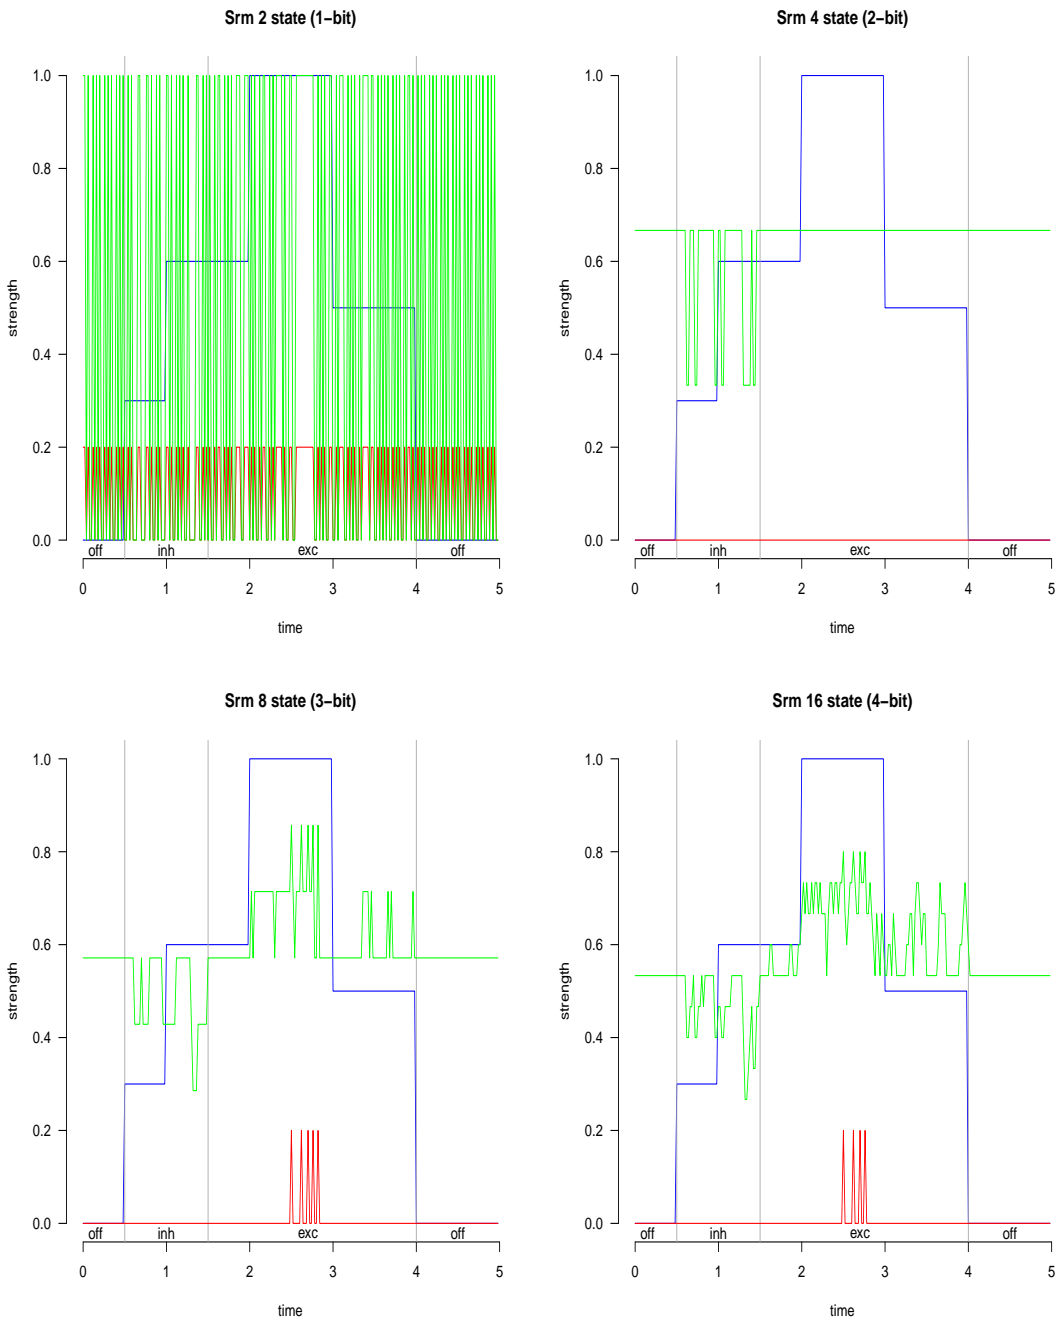 Srm 2 state (1−bit)
Srm 4 state (2−bit)
strength
1.0
0.8
0.6
0.4
0.2
0.0
off inh exc off
0 1 2 3 4 5
time
strength
1.0
0.8
0.6
0.4
0.2
0.0
off inh exc off
0 1 2 3 4 5
time
Srm 8 state (3−bit)
Srm 16 state (4−bit)
strength
1.0
0.8
0.6
0.4
0.2
0.0
off inh exc off
0 1 2 3 4 5
time
strength
1.0
0.8
0.6
0.4
0.2
0.0
off inh exc off
0 1 2 3 4 5
time